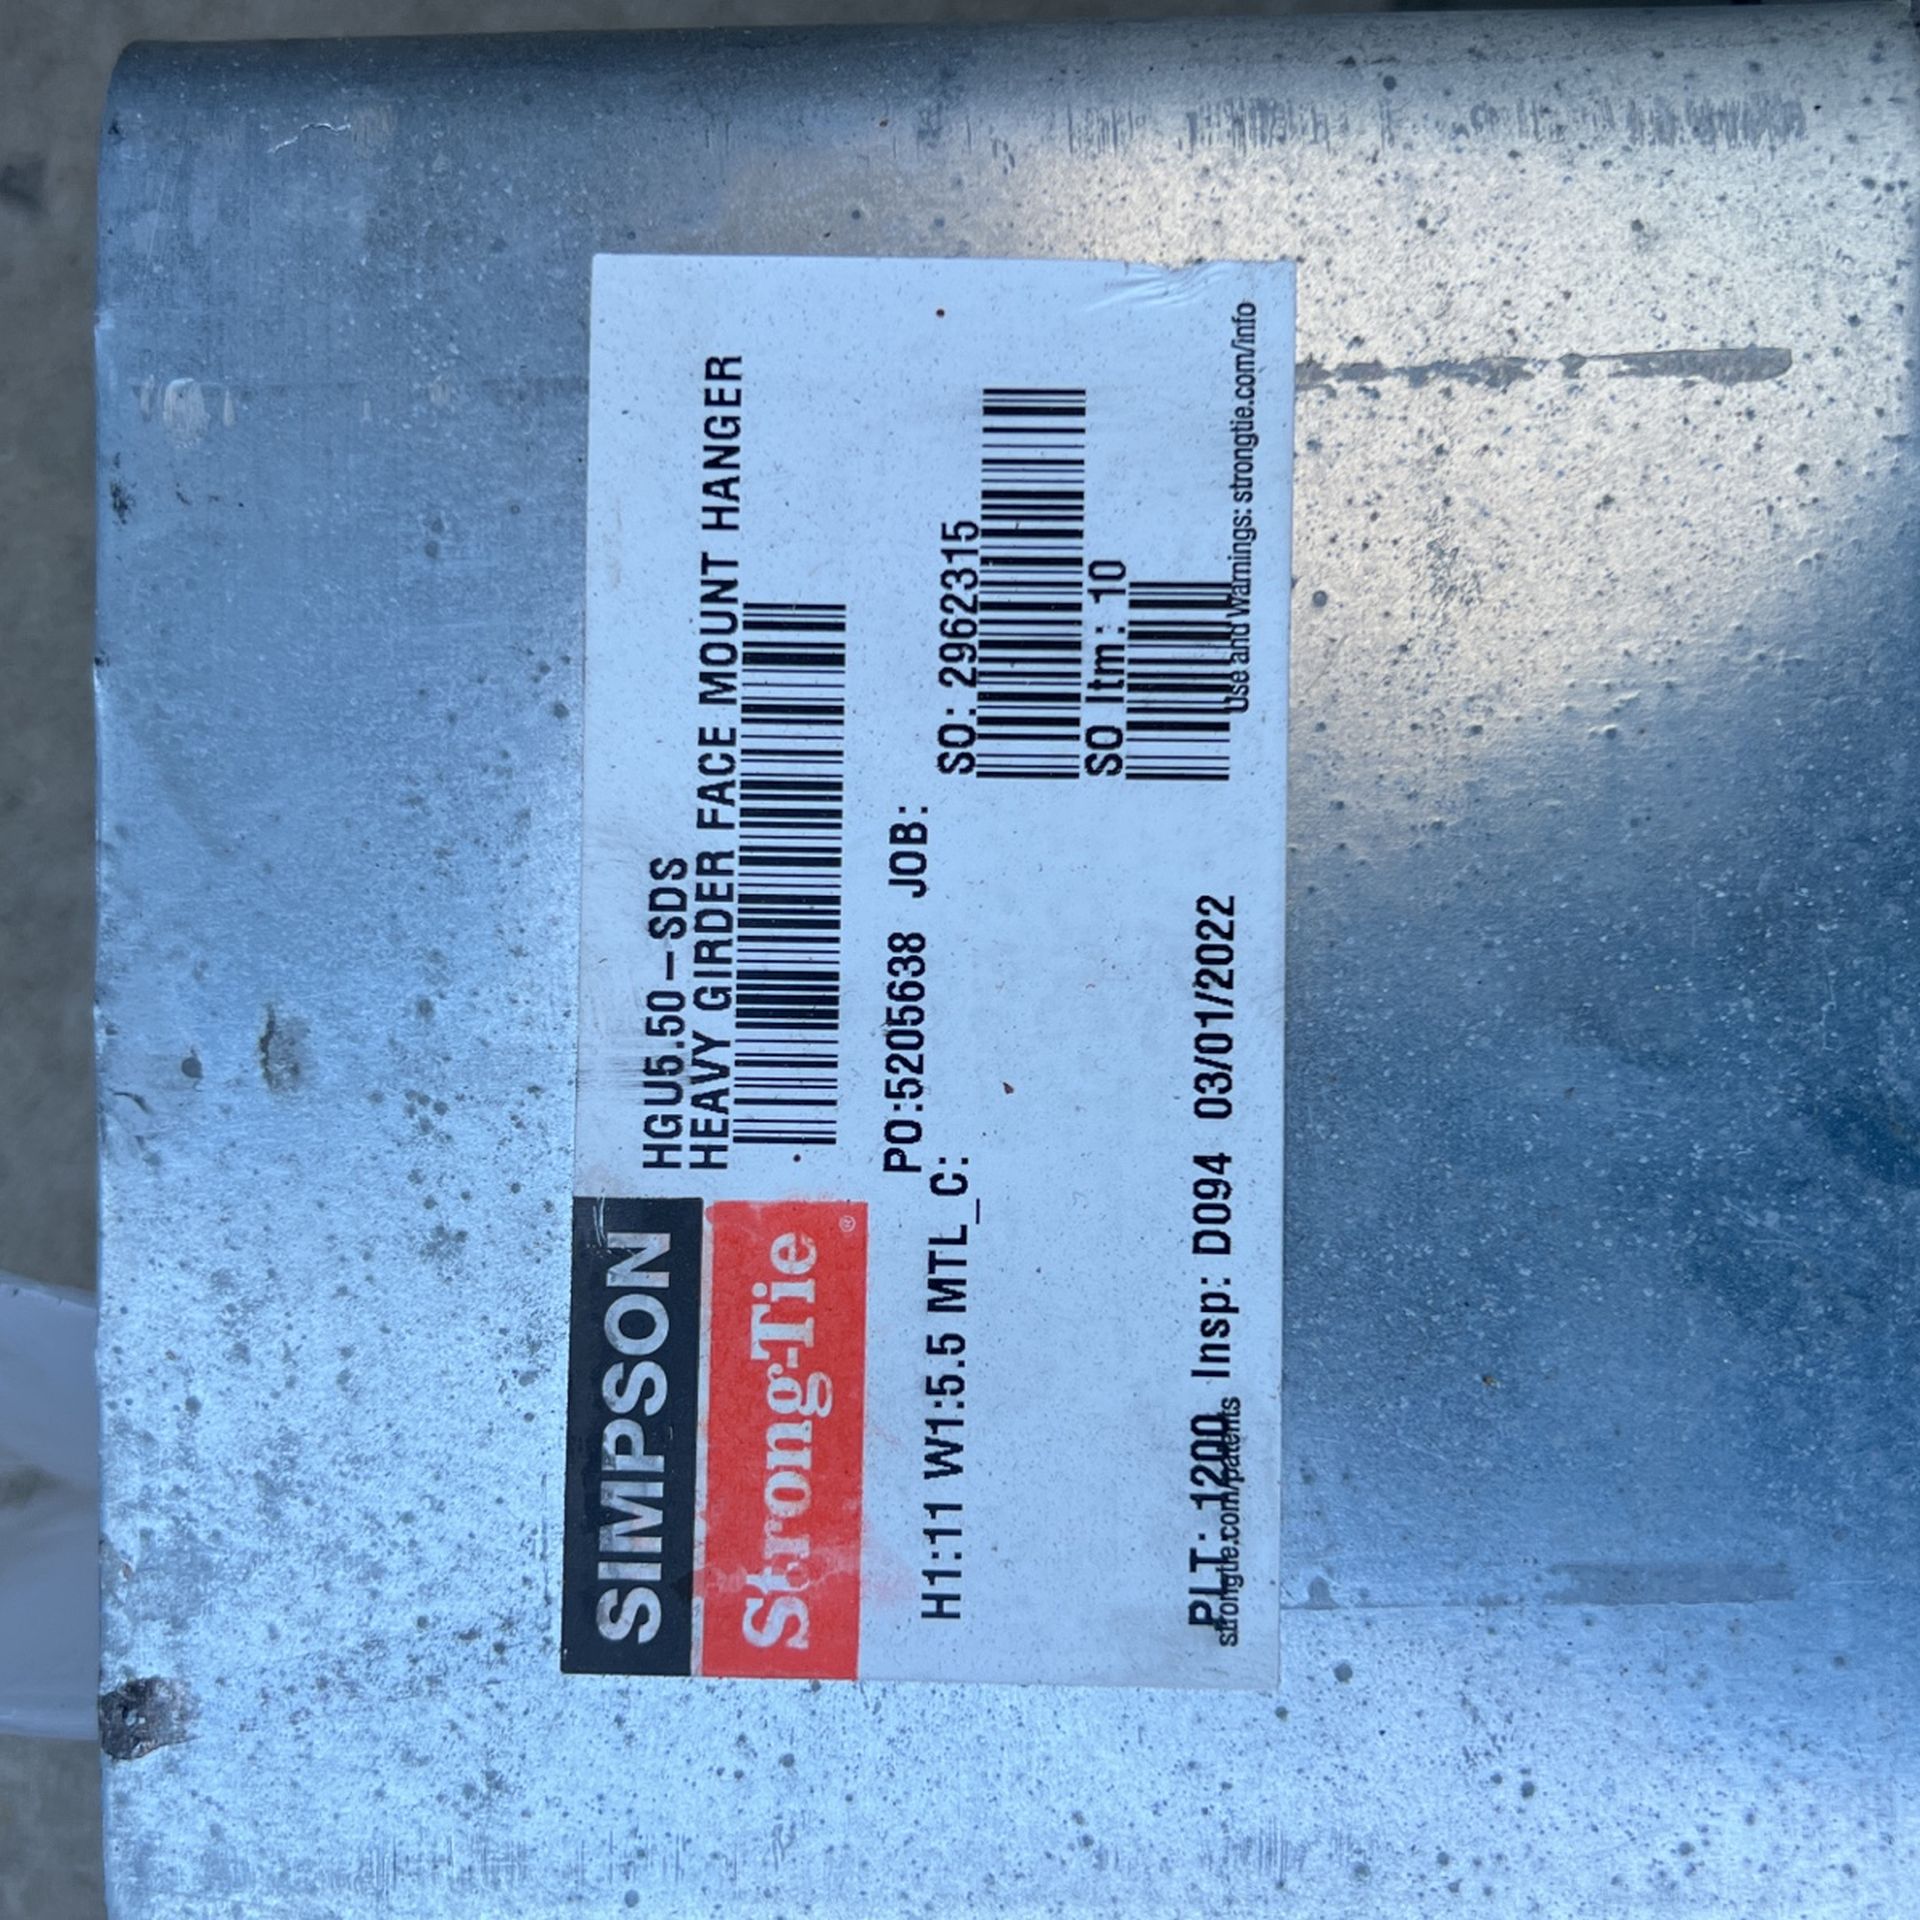 SIMPSON
Strong-Tie®
HGU5.50-SDS
HEAVY GIRDER FACE MOUNT HANGER
PO:5205638 JOB:
H1:11 W1:5.5 MTL_C:
SO: 2962315
SO Itm: 10
PLT: 1200 Insp: D094 03/01/2022
strongtie.com/patents
Use and Warnings: strongtie.com/info